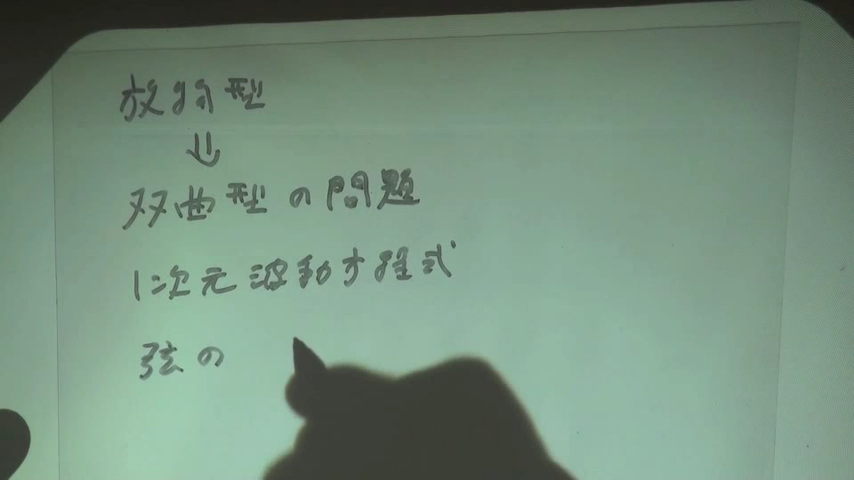 放物型
⇓
双曲型の問題
1次元波動方程式
弦の